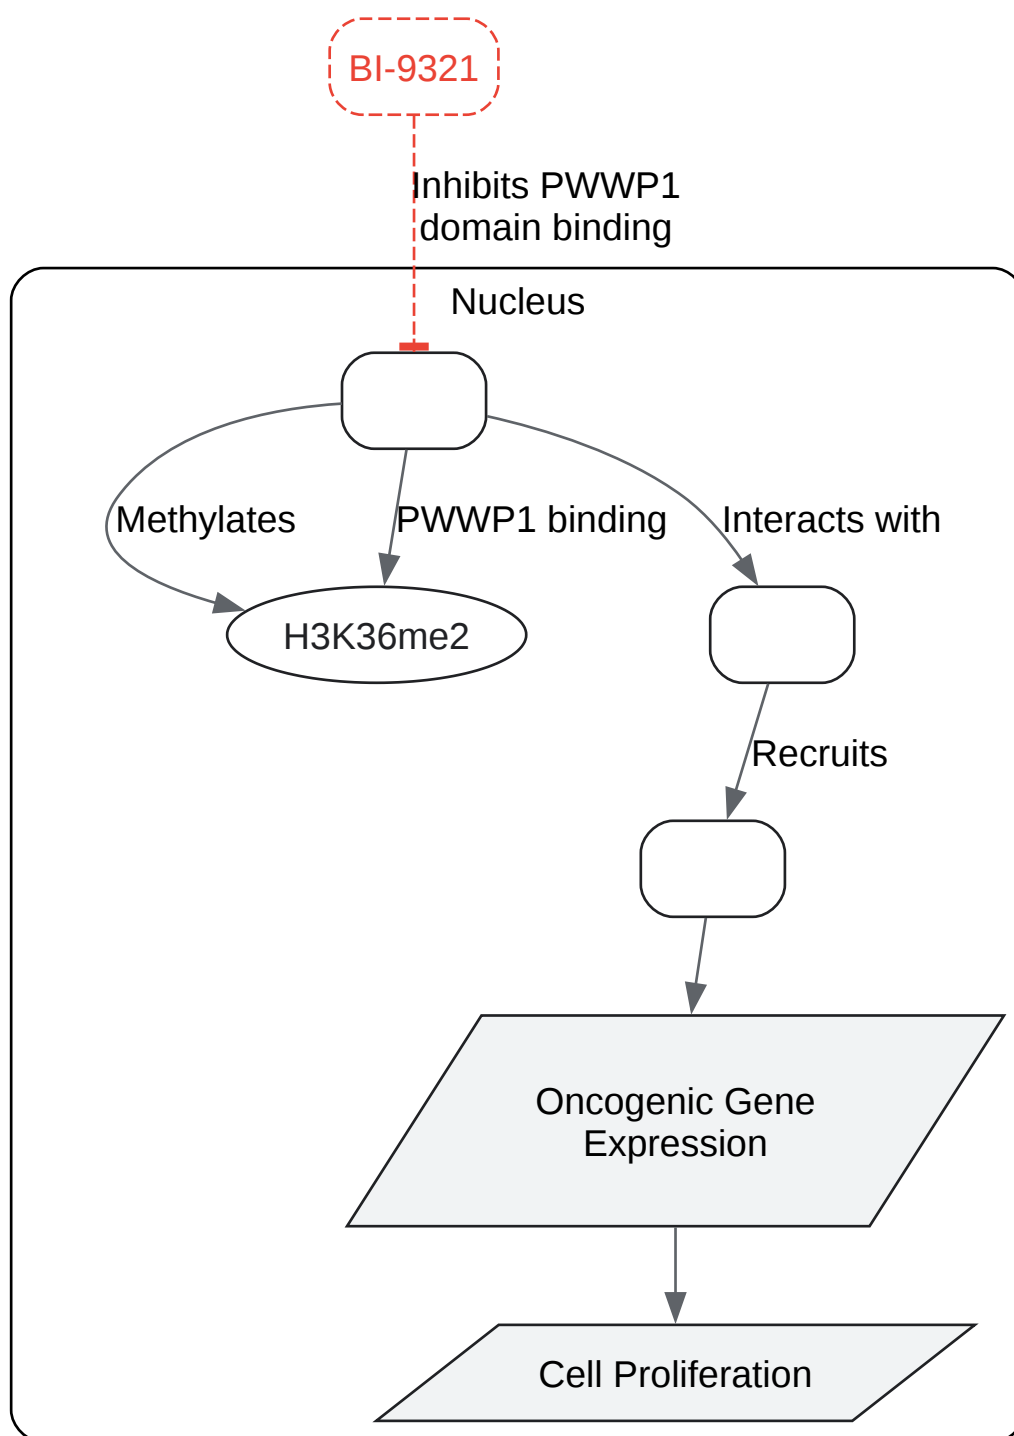 BI-9321
Inhibits PWWP1
domain binding
Nucleus
Methylates
PWWP1 binding
Interacts with
H3K36me2
Recruits
Oncogenic Gene
Expression
Cell Proliferation